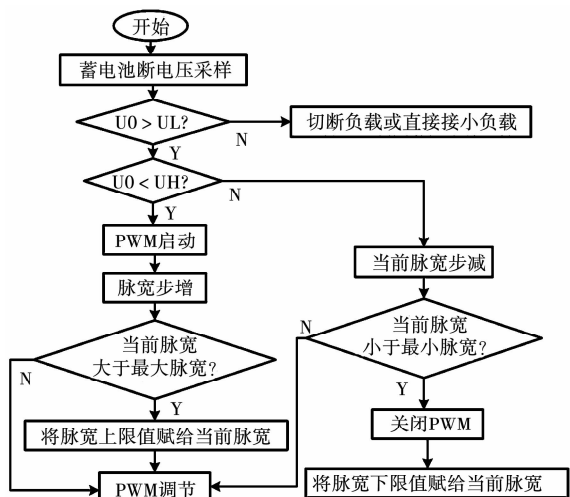 开始
蓄电池断电压采样
U0 > UL?
N
切断负载或直接接小负载
Y
U0 < UH?
N
Y
PWM启动
当前脉宽步减
脉宽步增
当前脉宽
大于最大脉宽?
N
Y
N
当前脉宽
小于最小脉宽?
Y
将脉宽上限值赋给当前脉宽
关闭PWM
PWM调节
将脉宽下限值赋给当前脉宽